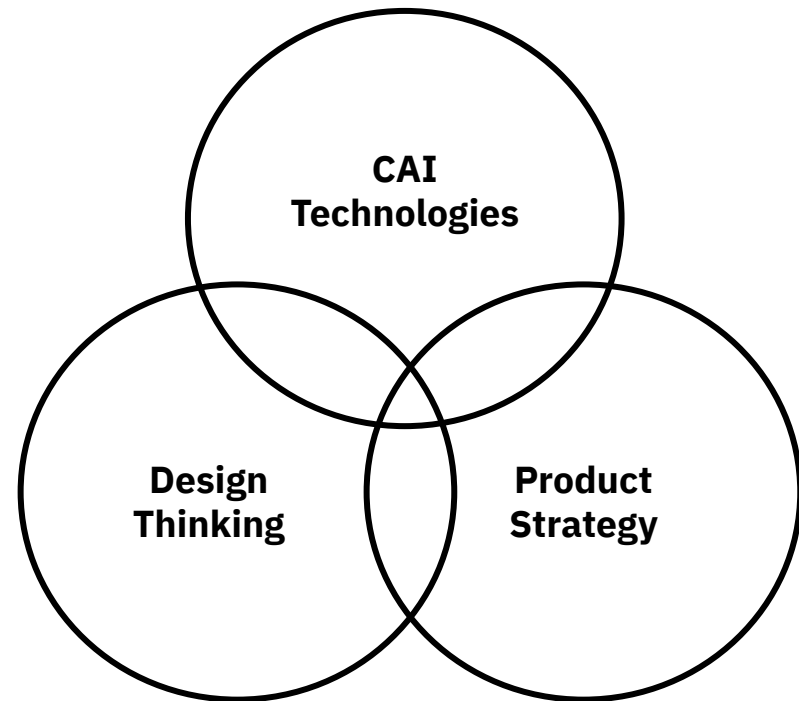 CAI
Technologies
Design
Thinking
Product
Strategy